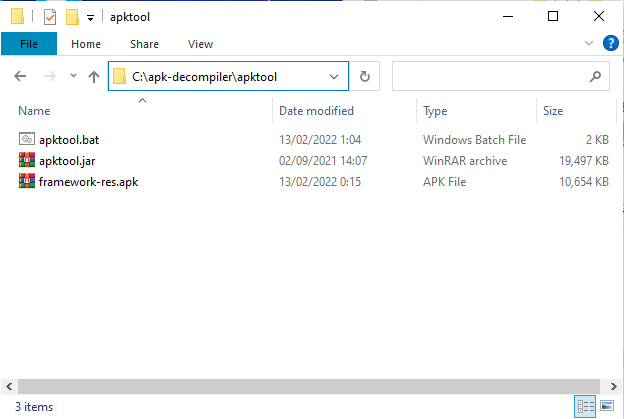 apktool
File Home Share View
C:\apk-decompiler\apktool
Name Date modified Type Size
apktool.bat 13/02/2022 1:04 Windows Batch File 2 KB
apktool.jar 02/09/2021 14:07 WinRAR archive 19,497 KB
framework-res.apk 13/02/2022 0:15 APK File 10,654 KB
3 items